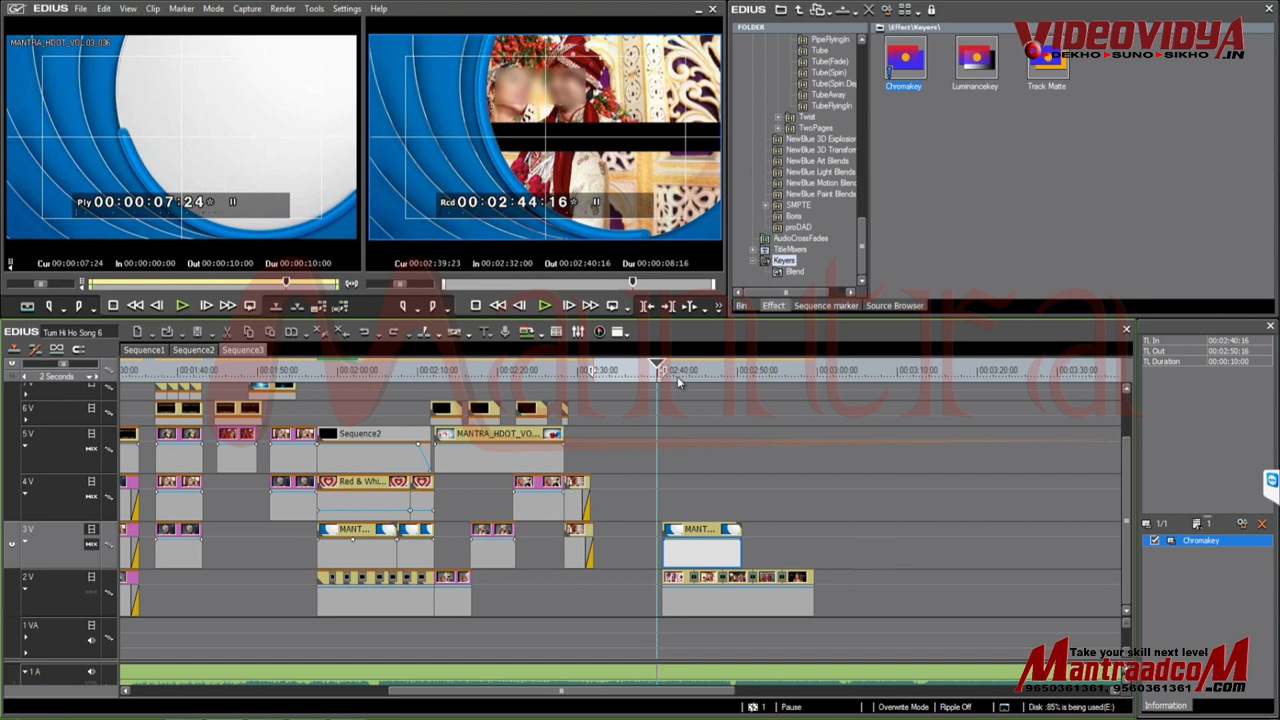 EDIUS File Edit View Clip Marker Mode Capture Render Tools Settings Help
MANTRA_HDOT_VOL 03_036
Ply 00:00:07:24
Rcd 00:02:44:16
Cur 00:00:07:24 In 00:00:00:00 Out 00:00:10:00 Dur 00:00:10:00
Cur 00:02:39:23 In 00:02:32:00 Out 00:02:40:16 Dur 00:00:08:16
EDIUS
FOLDER
\Effect\Keyers
PipeFlyingIn
Tube
Tube(Fade)
Tube(Spin)
Tube(Spin.De
TubeAway
TubeFlyingIn
Twist
TwoPages
NewBlue 3D Explosion
NewBlue 3D Transform
NewBlue Art Blends
NewBlue Light Blends
NewBlue Motion Blend
NewBlue Paint Blends
SMPTE
Boris
proDAD
AudioCrossFades
TitleMixers
Keyers
Blend
Chromakey
Luminancekey
Track Matte
VIDEOVIDYA
DEKHO SUNO SIKHO .IN
Bin Effect Sequence marker Source Browser
EDIUS Tum Hi Ho Song 6
Sequence1 Sequence2 Sequence3
2 Seconds
00:00 00:01:40:00 00:01:50:00 00:02:00:00 00:02:10:00 00:02:20:00 00:02:30:00 00:02:40:00 00:02:50:00 00:03:00:00 00:03:10:00 00:03:20:00 00:03:30:00
6 V
5 V
MIX
Sequence2
MANTRA_HDOT_VO...
4 V
MIX
Red & Whi...
3 V
MIX
MANT...
MANT...
2 V
MIX
1 VA
1 A
Mantra
TL In 00:02:40:16
TL Out 00:02:50:16
TL Duration 00:00:10:00
1/1 1
Chromakey
Take your skill next level
MantraadcoM
9650361361, 9560361361 .com
1 Pause Overwrite Mode Ripple Off Disk :85% is being used(E:)
Information